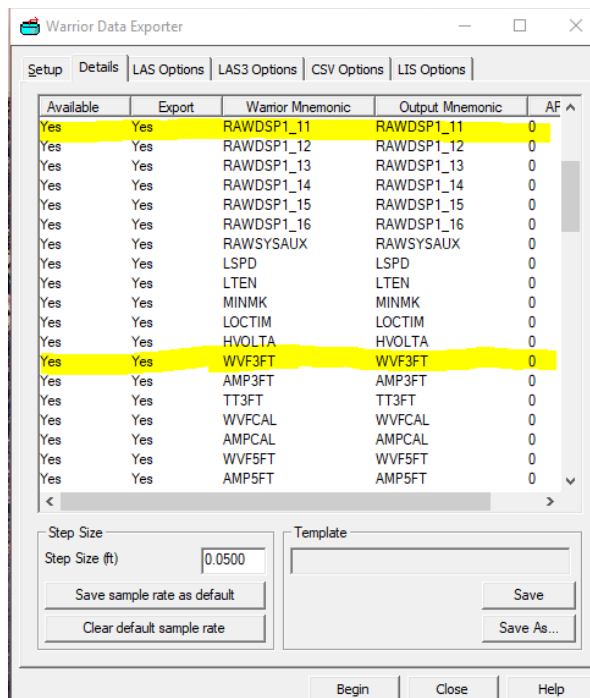 Warrior Data Exporter
Setup Details LAS Options LAS3 Options CSV Options LIS Options
Available Export Warrior Mnemonic Output Mnemonic AF
Yes Yes RAWDSP1_11 RAWDSP1_11 0
Yes Yes RAWDSP1_12 RAWDSP1_12 0
Yes Yes RAWDSP1_13 RAWDSP1_13 0
Yes Yes RAWDSP1_14 RAWDSP1_14 0
Yes Yes RAWDSP1_15 RAWDSP1_15 0
Yes Yes RAWDSP1_16 RAWDSP1_16 0
Yes Yes RAWSYSAUX RAWSYSAUX 0
Yes Yes LSPD LSPD 0
Yes Yes LTEN LTEN 0
Yes Yes MINMK MINMK 0
Yes Yes LOCTIM LOCTIM 0
Yes Yes HVOLTA HVOLTA 0
Yes Yes WVF3FT WVF3FT 0
Yes Yes AMP3FT AMP3FT 0
Yes Yes TT3FT TT3FT 0
Yes Yes WVFCAL WVFCAL 0
Yes Yes AMPCAL AMPCAL 0
Yes Yes WVF5FT WVF5FT 0
Yes Yes AMP5FT AMP5FT 0
Step Size
Step Size (ft) 0.0500
Save sample rate as default
Clear default sample rate
Template
Save
Save As...
Begin Close Help